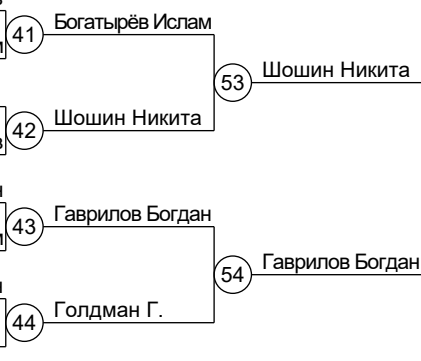 41
Богатырёв Ислам
53
Шошин Никита
42
Шошин Никита
43
Гаврилов Богдан
54
Гаврилов Богдан
44
Голдман Г.